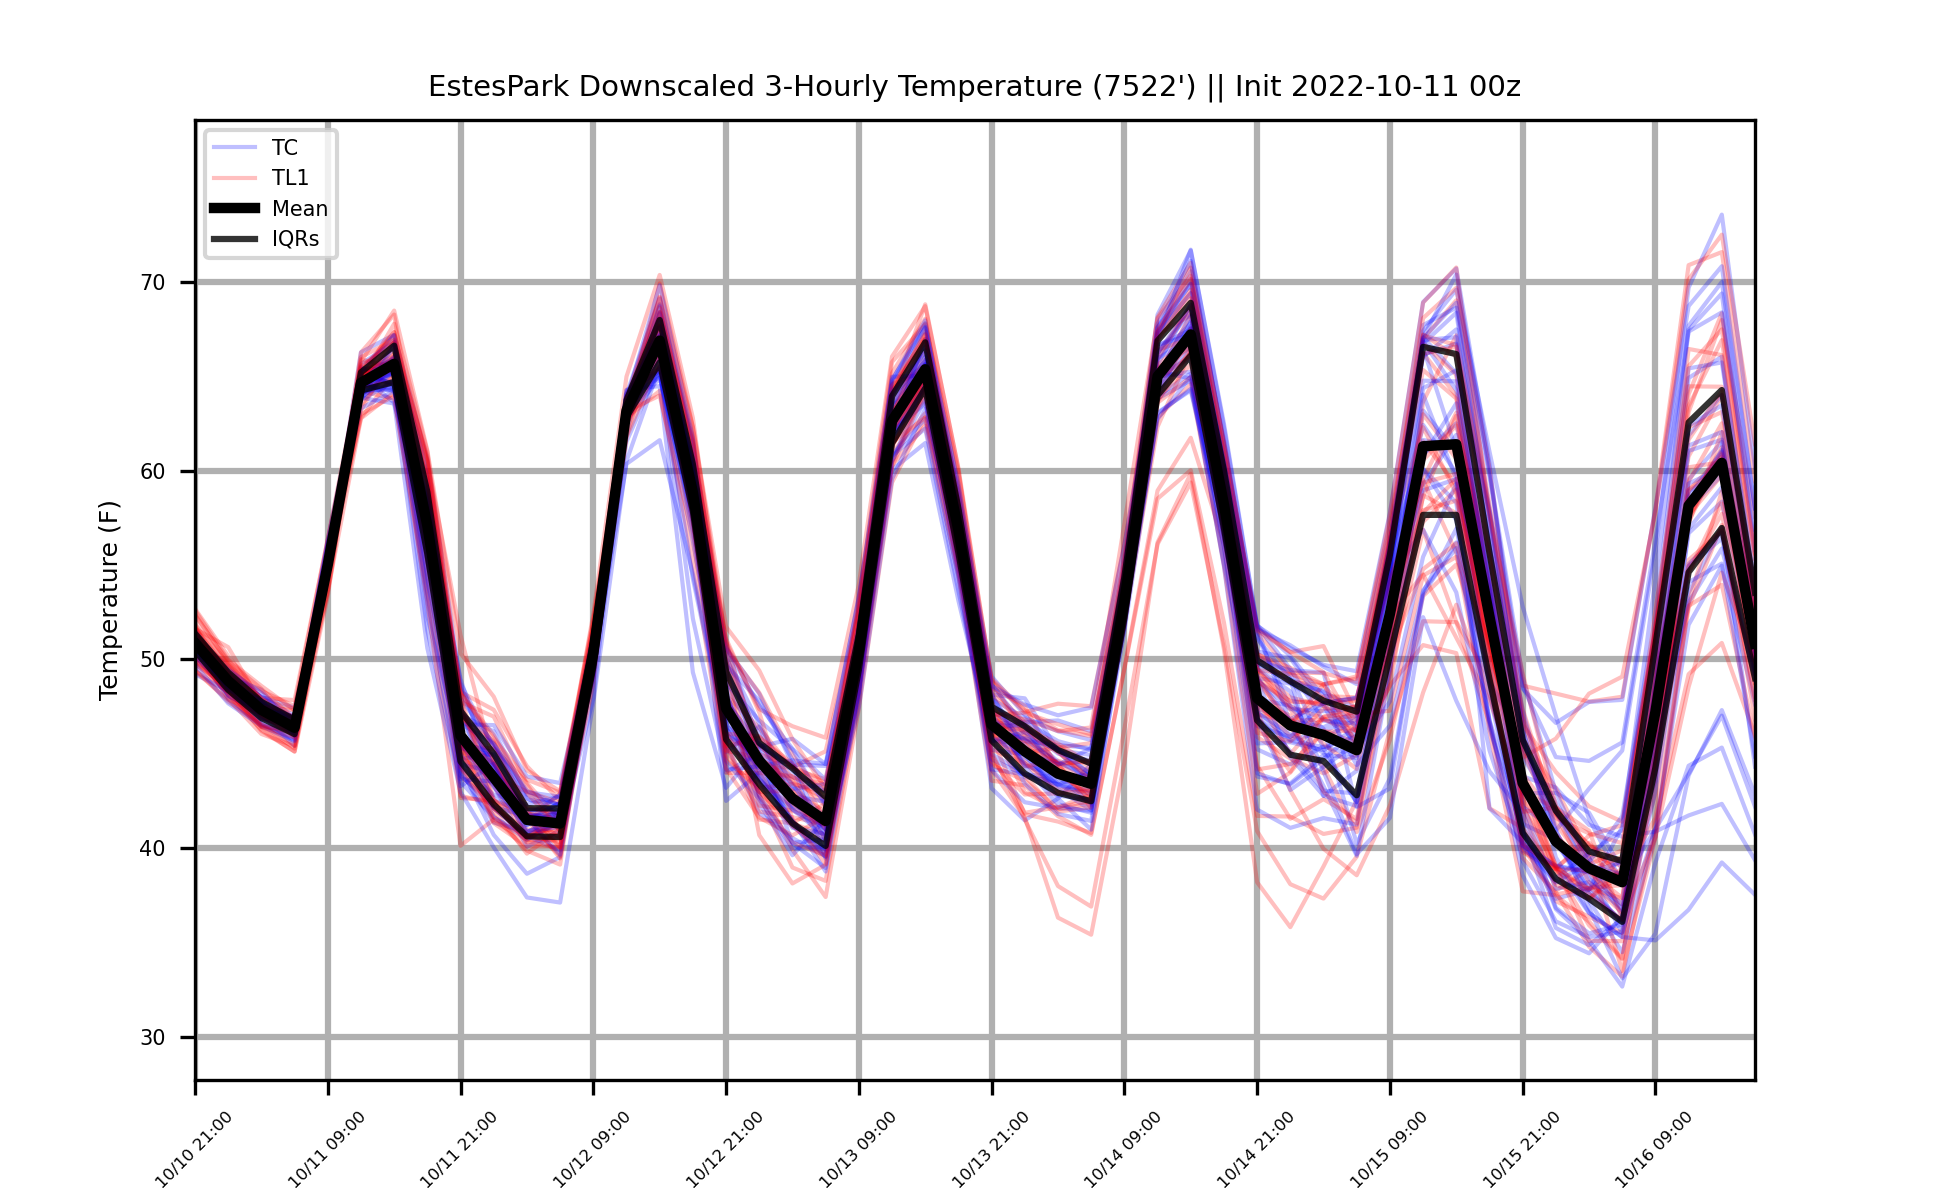 EstesPark Downscaled 3-Hourly Temperature (7522') || Init 2022-10-11 00z
TC
TL1
Mean
IQRs
Temperature (F)
70
60
50
40
30
10/10 21:00
10/11 09:00
10/11 21:00
10/12 09:00
10/12 21:00
10/13 09:00
10/13 21:00
10/14 09:00
10/14 21:00
10/15 09:00
10/15 21:00
10/16 09:00